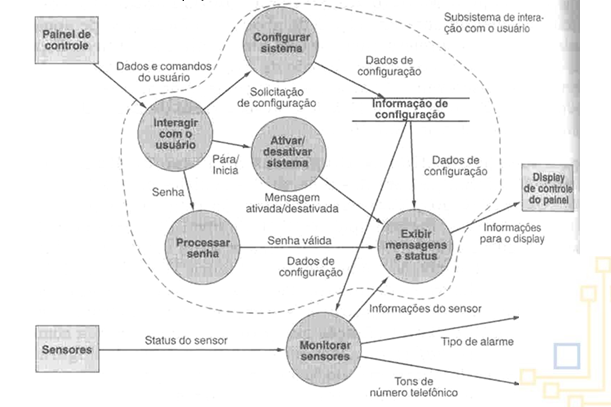 Painel de
controle
Configurar
sistema
Subsistema de intera-
ção com o usuário
Dados e comandos
do usuário
Dados de
configuração
Solicitação
de configuração
Informação de
configuração
Interagir
com o
usuário
Ativar/
desativar
sistema
Pára/
Inicia
Dados de
configuração
Display
de controle
do painel
Senha
Mensagem
ativada/desativada
Processar
senha
Senha válida
Exibir
mensagens
e status
Informações
para o display
Dados de
configuração
Informações do sensor
Sensores
Status do sensor
Monitorar
sensores
Tipo de alarme
Tons de
número telefônico